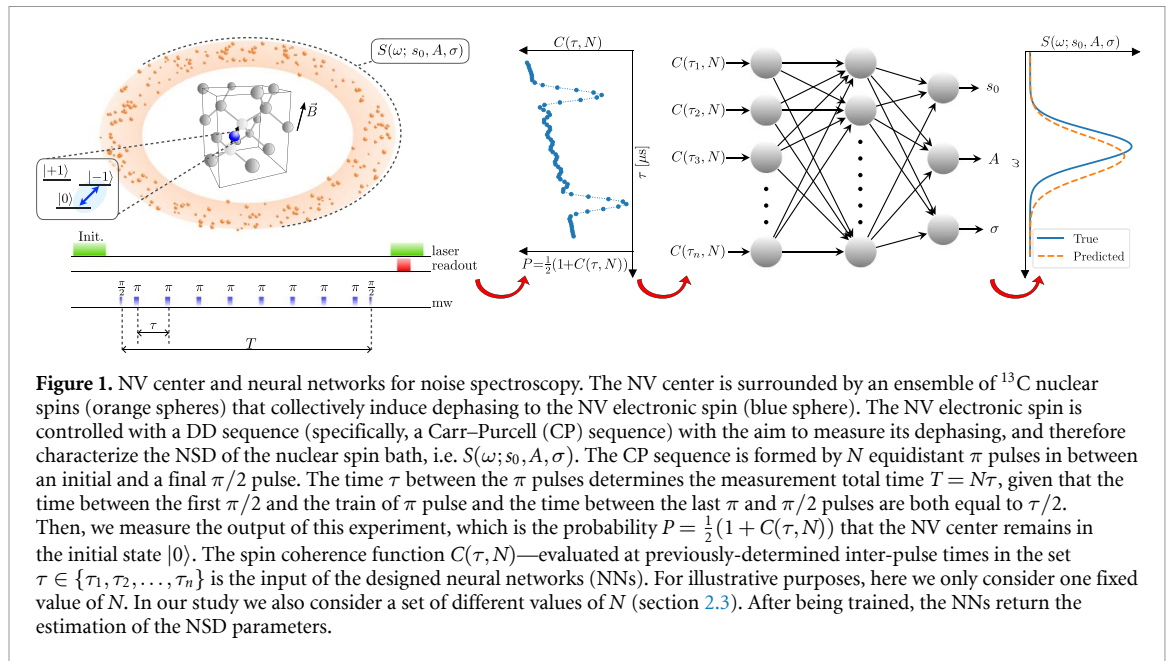 S(ω; s₀, A, σ)
B⃗
|+1⟩ |−1⟩
|0⟩
Init.
laser
readout
π/2 π π π π π π π π π/2
mw
τ
T
C(τ, N)
τ [μs]
P=½(1+C(τ, N))
C(τ₁, N)
C(τ₂, N)
C(τ₃, N)
C(τₙ, N)
s₀
A
σ
S(ω; s₀, A, σ)
ω
True
Predicted
Figure 1. NV center and neural networks for noise spectroscopy. The NV center is surrounded by an ensemble of ¹³C nuclear
spins (orange spheres) that collectively induce dephasing to the NV electronic spin (blue sphere). The NV electronic spin is
controlled with a DD sequence (specifically, a Carr–Purcell (CP) sequence) with the aim to measure its dephasing, and therefore
characterize the NSD of the nuclear spin bath, i.e. S(ω; s₀, A, σ). The CP sequence is formed by N equidistant π pulses in between
an initial and a final π/2 pulse. The time τ between the π pulses determines the measurement total time T = Nτ, given that the
time between the first π/2 and the train of π pulse and the time between the last π and π/2 pulses are both equal to τ/2.
Then, we measure the output of this experiment, which is the probability P = ½(1 + C(τ, N)) that the NV center remains in
the initial state |0⟩. The spin coherence function C(τ, N)—evaluated at previously-determined inter-pulse times in the set
τ ∈ {τ₁, τ₂, . . . , τₙ} is the input of the designed neural networks (NNs). For illustrative purposes, here we only consider one fixed
value of N. In our study we also consider a set of different values of N (section 2.3). After being trained, the NNs return the
estimation of the NSD parameters.